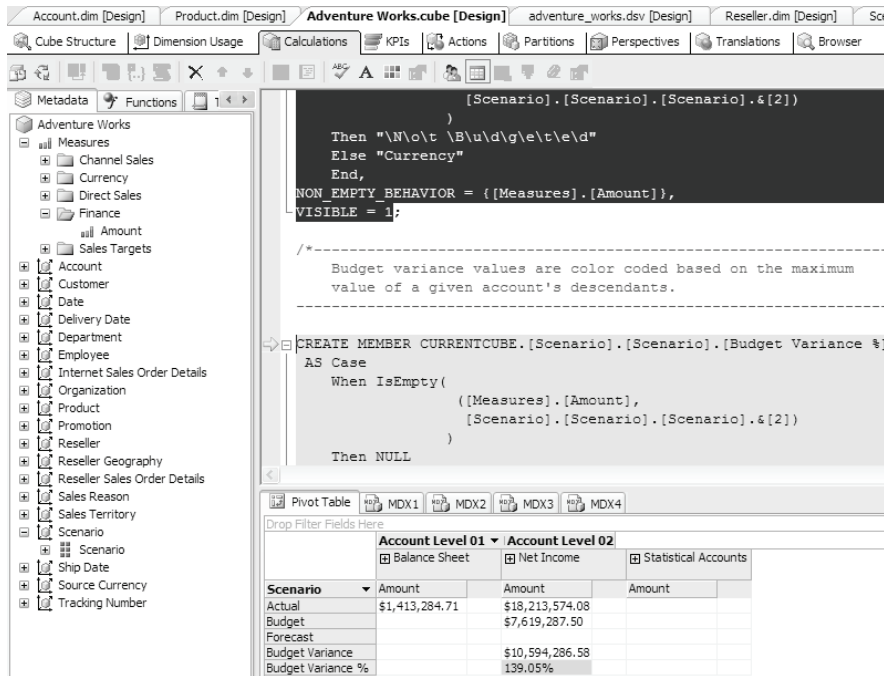 Account.dim [Design] Product.dim [Design] Adventure Works.cube [Design] adventure_works.dsv [Design] Reseller.dim [Design]
Cube Structure Dimension Usage Calculations KPIs Actions Partitions Perspectives Translations Browser
Metadata Functions
Adventure Works
Measures
Channel Sales
Currency
Direct Sales
Finance
Amount
Sales Targets
Account
Customer
Date
Delivery Date
Department
Employee
Internet Sales Order Details
Organization
Product
Promotion
Reseller
Reseller Geography
Reseller Sales Order Details
Sales Reason
Sales Territory
Scenario
Scenario
Ship Date
Source Currency
Tracking Number
[Scenario].[Scenario].[Scenario].&[2])
)
Then "\N\o\t \B\u\d\g\e\t\e\d"
Else "Currency"
End,
NON_EMPTY_BEHAVIOR = {[Measures].[Amount]},
VISIBLE = 1;
/*----------------------------------------------------------------
Budget variance values are color coded based on the maximum
value of a given account's descendants.
------------------------------------------------------------------
CREATE MEMBER CURRENTCUBE.[Scenario].[Scenario].[Budget Variance %]
AS Case
When IsEmpty(
([Measures].[Amount],
[Scenario].[Scenario].[Scenario].&[2])
)
Then NULL
Pivot Table MDX1 MDX2 MDX3 MDX4
Drop Filter Fields Here
Account Level 01 Account Level 02
Balance Sheet Net Income Statistical Accounts
Scenario Amount Amount Amount
Actual $1,413,284.71 $18,213,574.08
Budget $7,619,287.50
Forecast
Budget Variance $10,594,286.58
Budget Variance % 139.05%